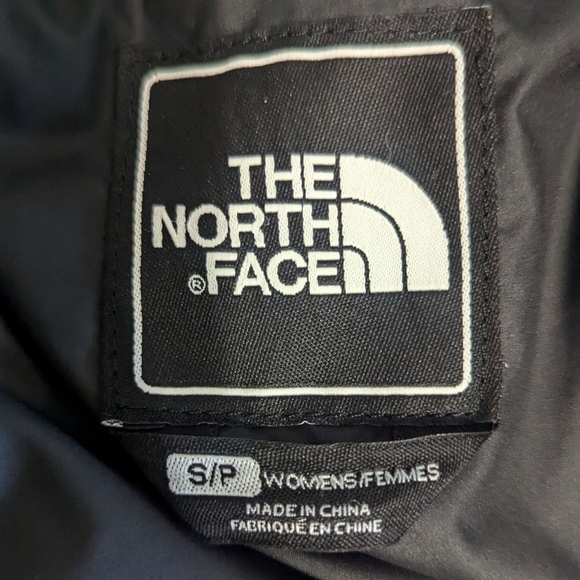 THE
NORTH
®FACE
S/P WOMENS/FEMMES
MADE IN CHINA
FABRIQUÉ EN CHINE